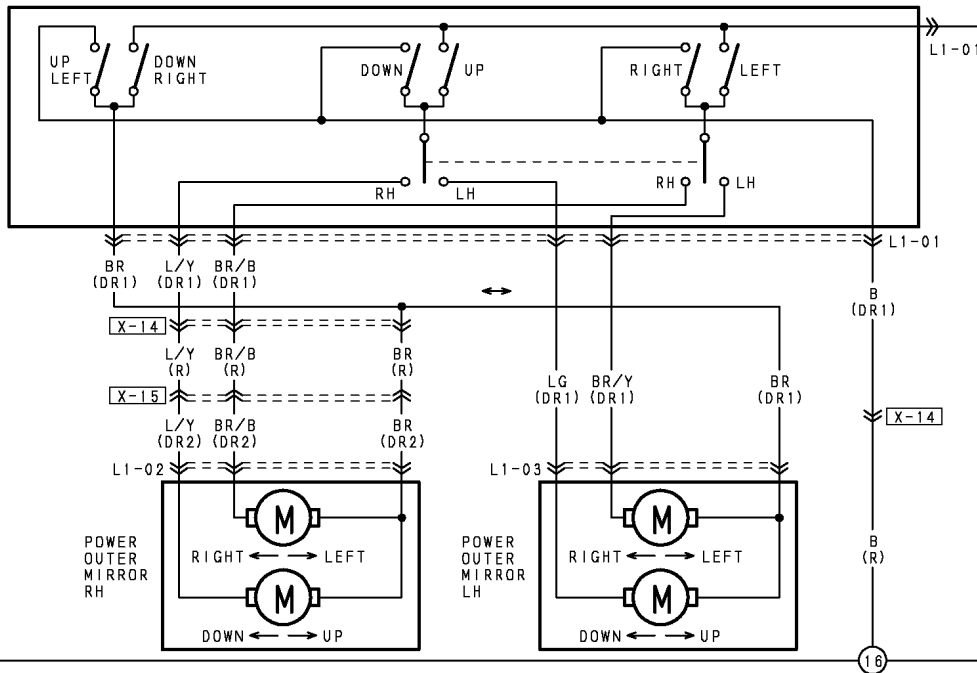 L1-01
UP
LEFT
DOWN
RIGHT
DOWN
UP
RIGHT
LEFT
RH
LH
RH
LH
L1-01
BR
(DR1)
L/Y
(DR1)
BR/B
(DR1)
B
(DR1)
X-14
L/Y
(R)
BR/B
(R)
BR
(R)
LG
(DR1)
BR/Y
(DR1)
BR
(DR1)
X-15
X-14
L/Y
(DR2)
BR/B
(DR2)
BR
(DR2)
L1-02
L1-03
POWER
OUTER
MIRROR
RH
M
RIGHT
LEFT
M
DOWN
UP
POWER
OUTER
MIRROR
LH
M
RIGHT
LEFT
M
DOWN
UP
B
(R)
16